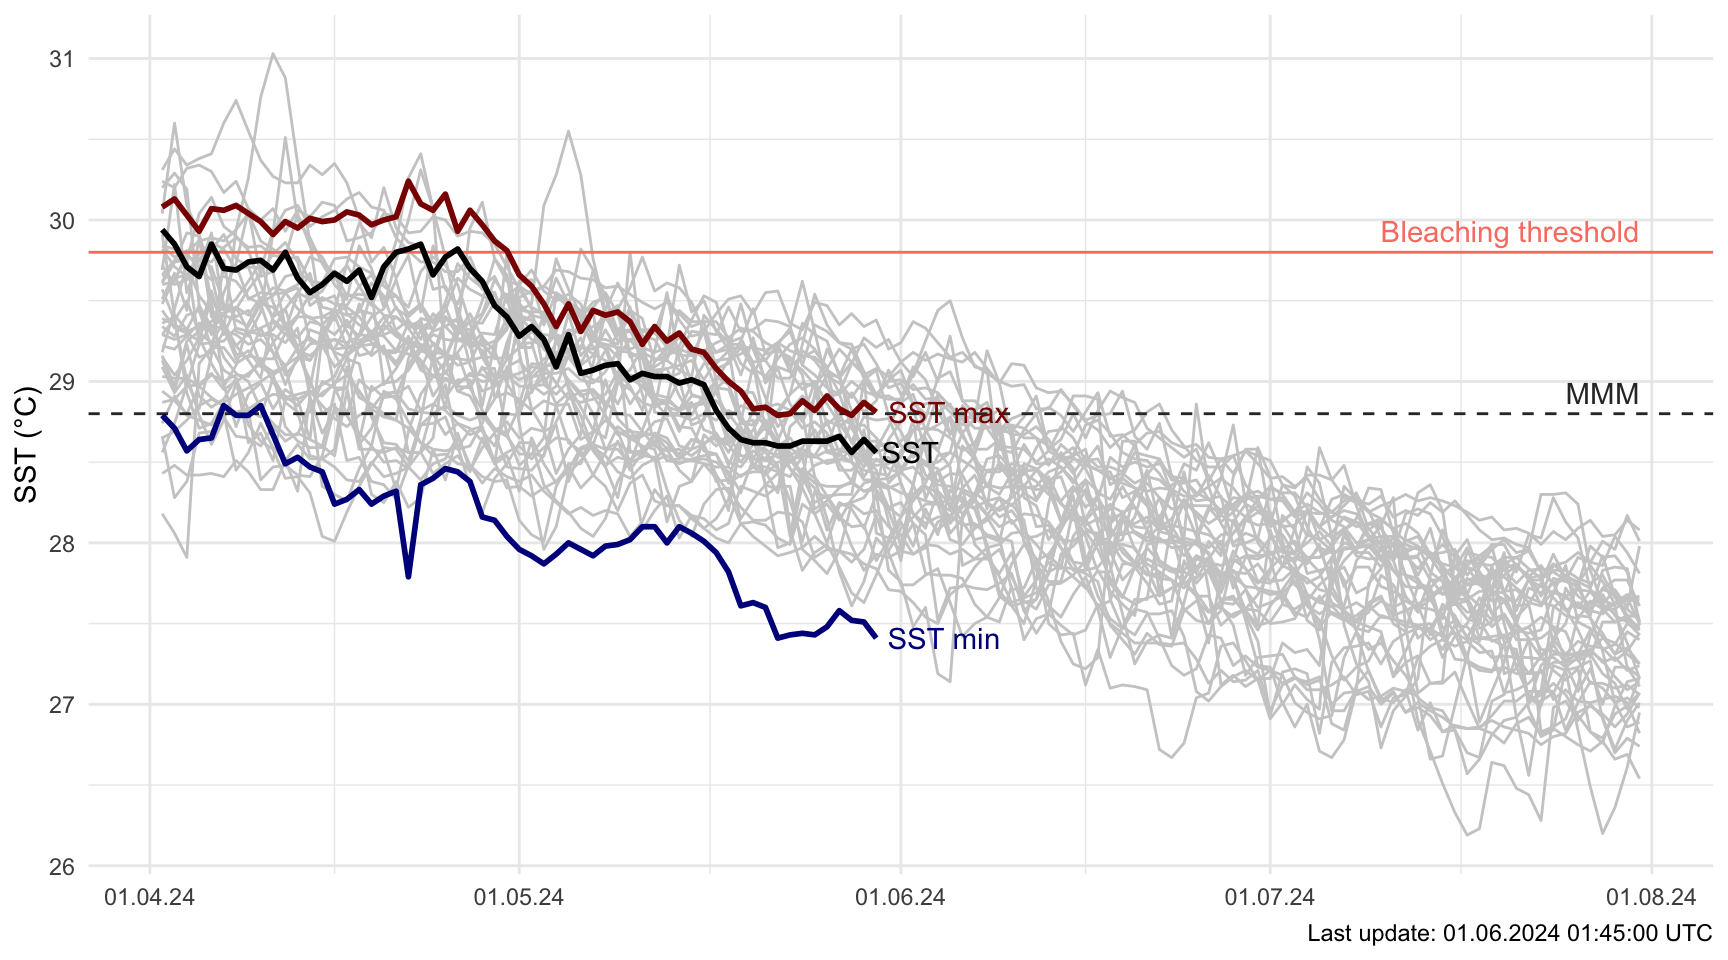 SST (°C)
31
30
29
28
27
26
Bleaching threshold
MMM
SST max
SST
SST min
01.04.24
01.05.24
01.06.24
01.07.24
01.08.24
Last update: 01.06.2024 01:45:00 UTC